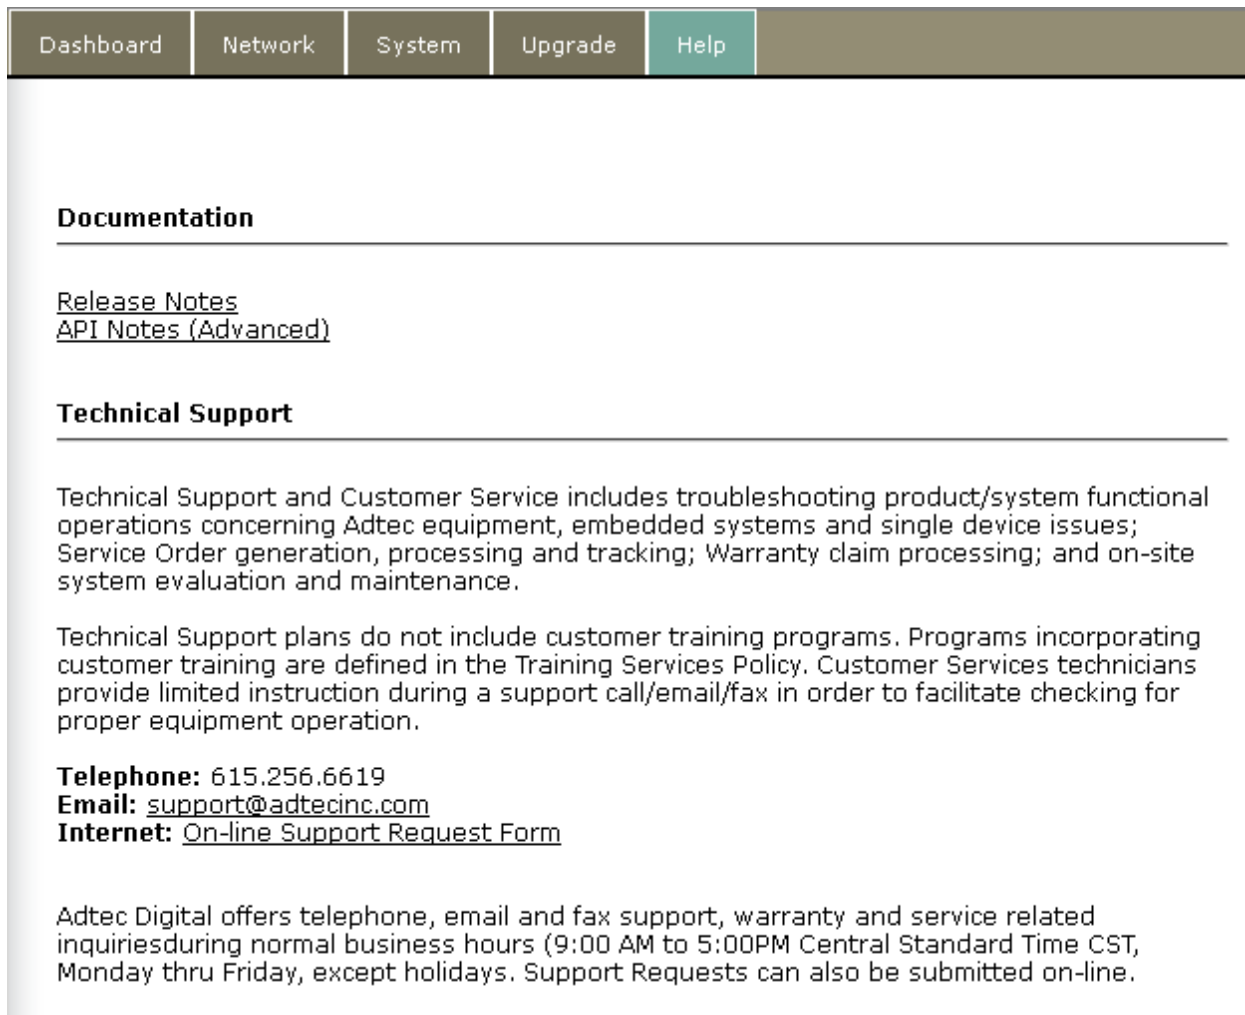 Dashboard Network System Upgrade Help
Documentation
Release Notes
API Notes (Advanced)
Technical Support
Technical Support and Customer Service includes troubleshooting product/system functional
operations concerning Adtec equipment, embedded systems and single device issues;
Service Order generation, processing and tracking; Warranty claim processing; and on-site
system evaluation and maintenance.
Technical Support plans do not include customer training programs. Programs incorporating
customer training are defined in the Training Services Policy. Customer Services technicians
provide limited instruction during a support call/email/fax in order to facilitate checking for
proper equipment operation.
Telephone: 615.256.6619
Email: support@adtecinc.com
Internet: On-line Support Request Form
Adtec Digital offers telephone, email and fax support, warranty and service related
inquiriesduring normal business hours (9:00 AM to 5:00PM Central Standard Time CST,
Monday thru Friday, except holidays. Support Requests can also be submitted on-line.